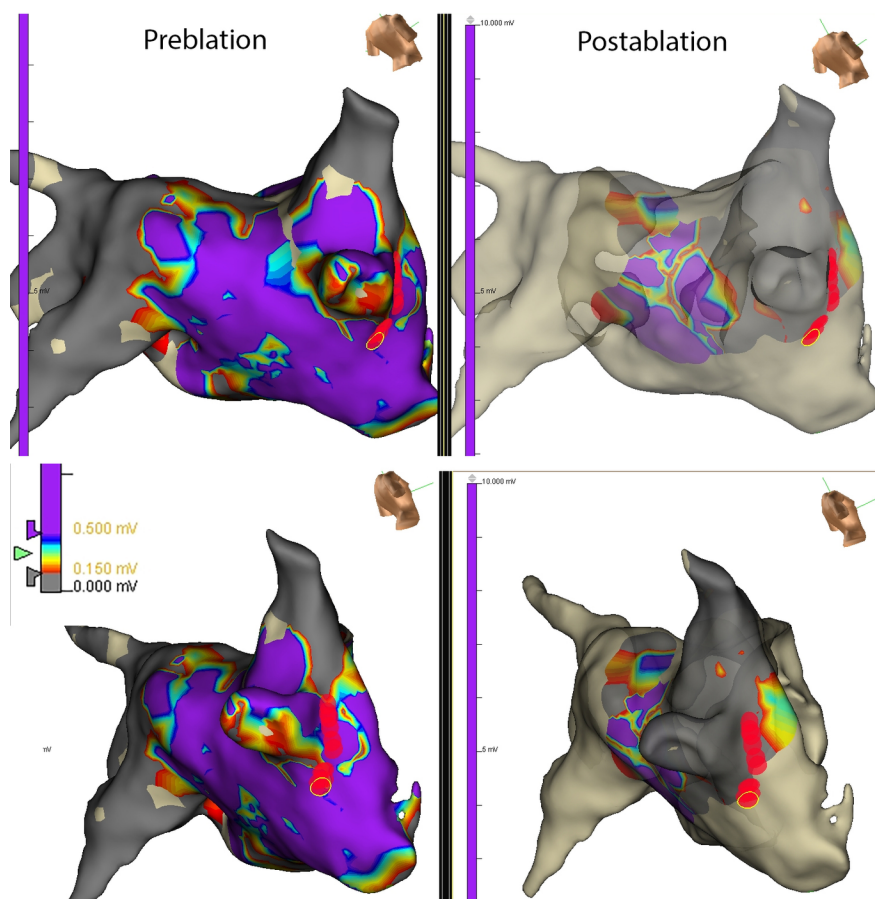 Preblation
Postablation
10.000 mV
5 mV
5 mV
10.000 mV
0.500 mV
0.150 mV
0.000 mV
mV
5 mV